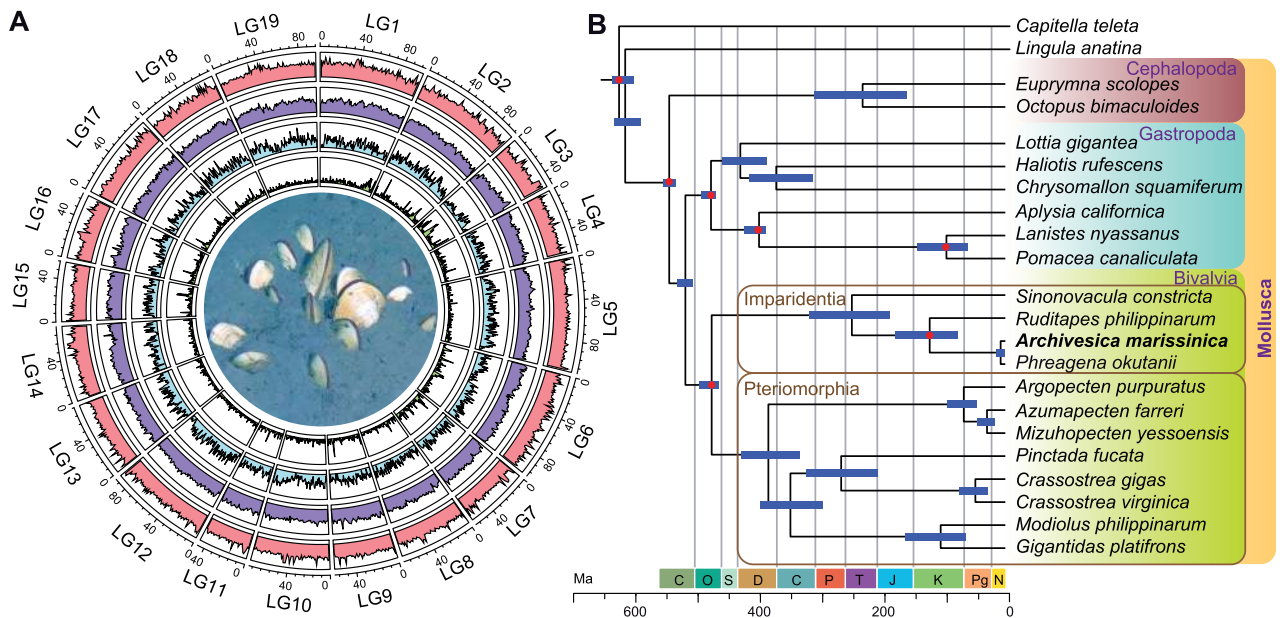 A
LG1
LG2
LG3
LG4
LG5
LG6
LG7
LG8
LG9
LG10
LG11
LG12
LG13
LG14
LG15
LG16
LG17
LG18
LG19
0 40 80
B
Capitella teleta
Lingula anatina
Cephalopoda
Euprymna scolopes
Octopus bimaculoides
Gastropoda
Lottia gigantea
Haliotis rufescens
Chrysomallon squamiferum
Aplysia californica
Lanistes nyassanus
Pomacea canaliculata
Bivalvia
Imparidentia
Sinonovacula constricta
Ruditapes philippinarum
Archivesica marissinica
Phreagena okutanii
Pteriomorphia
Argopecten purpuratus
Azumapecten farreri
Mizuhopecten yessoensis
Pinctada fucata
Crassostrea gigas
Crassostrea virginica
Modiolus philippinarum
Gigantidas platifrons
Mollusca
Ma C O S D C P T J K Pg N
600 400 200 0